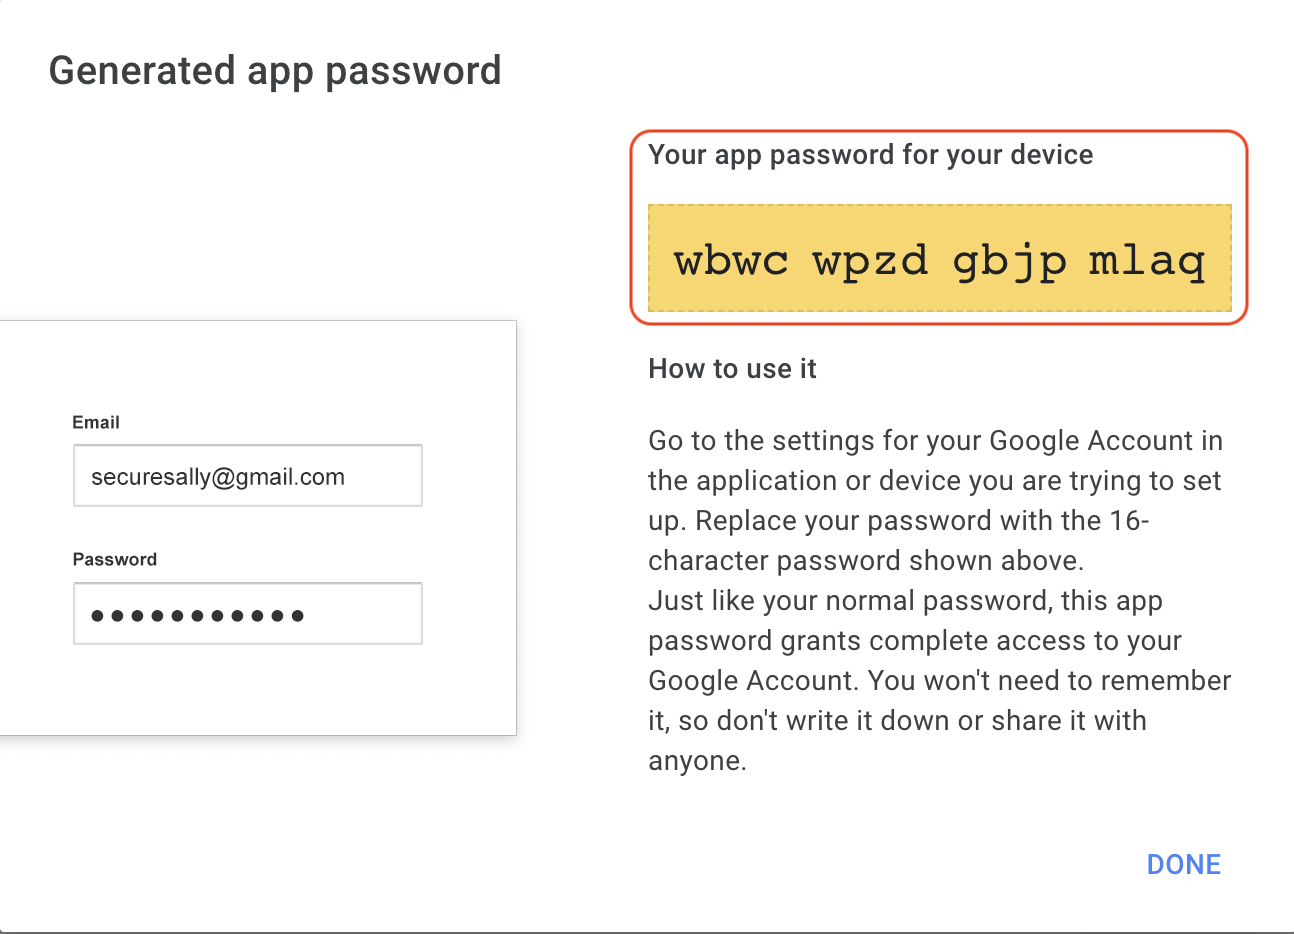 Generated app password
Your app password for your device
wbwc wpzd gbjp mlaq
How to use it
Go to the settings for your Google Account in
the application or device you are trying to set
up. Replace your password with the 16-
character password shown above.
Just like your normal password, this app
password grants complete access to your
Google Account. You won't need to remember
it, so don't write it down or share it with
anyone.
Email
securesally@gmail.com
Password
●●●●●●●●●●●
DONE